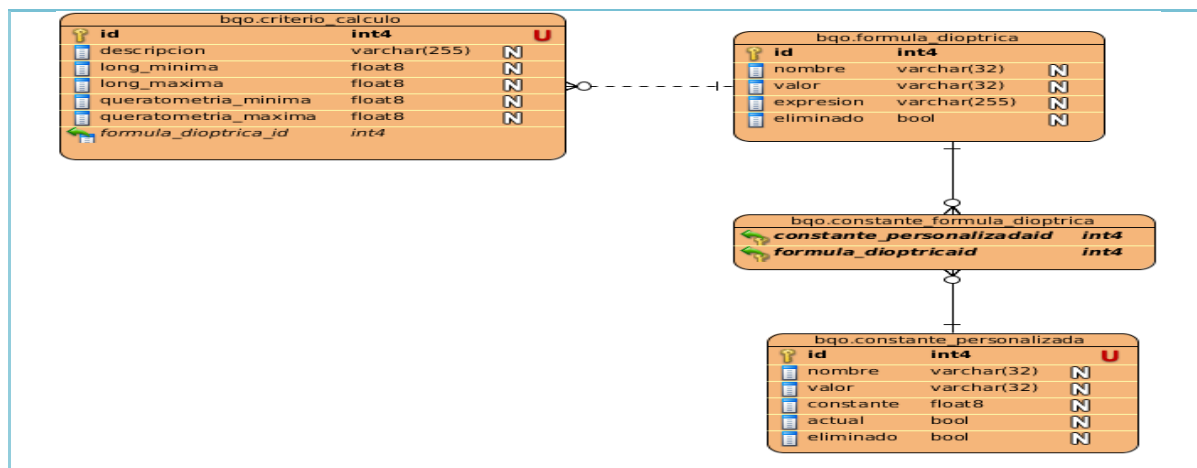 bqo.criterio_calculo
id int4 U
descripcion varchar(255) N
long_minima float8 N
long_maxima float8 N
queratometria_minima float8 N
queratometria_maxima float8 N
formula_dioptrica_id int4
bqo.formula_dioptrica
id int4
nombre varchar(32) N
valor varchar(32) N
expresion varchar(255) N
eliminado bool N
bqo.constante_formula_dioptrica
constante_personalizadaid int4
formula_dioptricaid int4
bqo.constante_personalizada
id int4 U
nombre varchar(32) N
valor varchar(32) N
constante float8 N
actual bool N
eliminado bool N